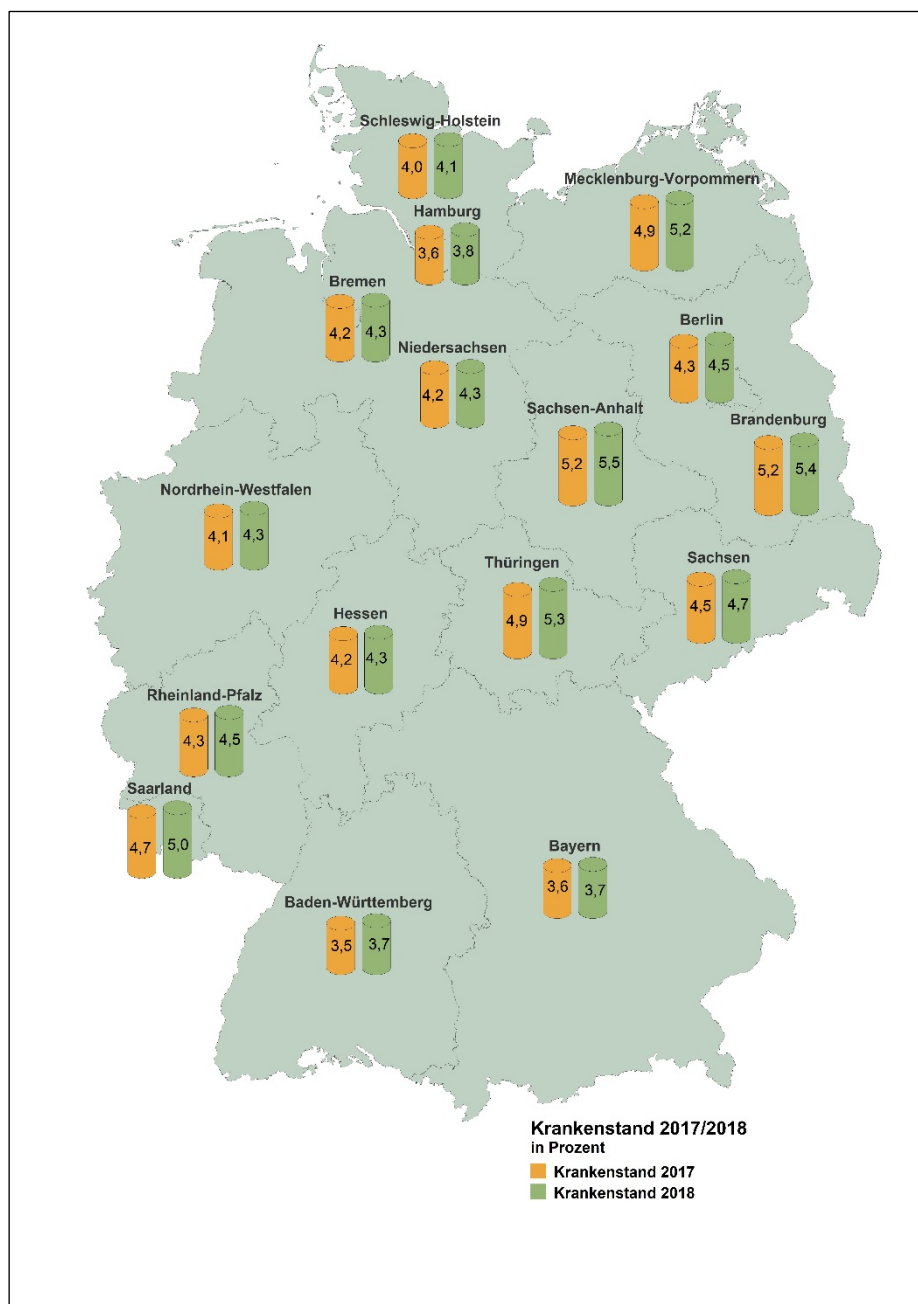 Schleswig-Holstein
4,0 4,1
Mecklenburg-Vorpommern
4,9 5,2
Hamburg
3,6 3,8
Bremen
4,2 4,3
Berlin
4,3 4,5
Niedersachsen
4,2 4,3
Sachsen-Anhalt
5,2 5,5
Brandenburg
5,2 5,4
Nordrhein-Westfalen
4,1 4,3
Thüringen
4,9 5,3
Sachsen
4,5 4,7
Hessen
4,2 4,3
Rheinland-Pfalz
4,3 4,5
Saarland
4,7 5,0
Bayern
3,6 3,7
Baden-Württemberg
3,5 3,7
Krankenstand 2017/2018
in Prozent
Krankenstand 2017
Krankenstand 2018